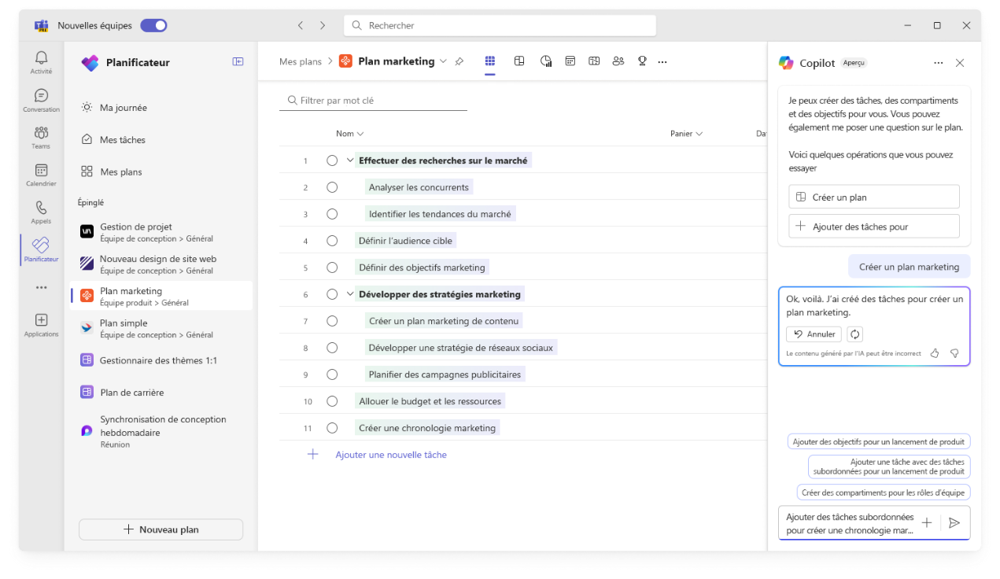 Nouvelles équipes
Rechercher
Activité
Conversation
Teams
Calendrier
Appels
Planificateur
Applications
Planificateur
Ma journée
Mes tâches
Mes plans
Épinglé
Gestion de projet
Équipe de conception > Général
Nouveau design de site web
Équipe de conception > Général
Plan marketing
Équipe produit > Général
Plan simple
Équipe de conception > Général
Gestionnaire des thèmes 1:1
Plan de carrière
Synchronisation de conception
hebdomadaire
Réunion
Nouveau plan
Mes plans > Plan marketing
Filtrer par mot clé
Nom Panier Da
1 Effectuer des recherches sur le marché
2 Analyser les concurrents
3 Identifier les tendances du marché
4 Définir l'audience cible
5 Définir des objectifs marketing
6 Développer des stratégies marketing
7 Créer un plan marketing de contenu
8 Développer une stratégie de réseaux sociaux
9 Planifier des campagnes publicitaires
10 Allouer le budget et les ressources
11 Créer une chronologie marketing
Ajouter une nouvelle tâche
Copilot Aperçu
Je peux créer des tâches, des compartiments
et des objectifs pour vous. Vous pouvez
également me poser une question sur le plan.
Voici quelques opérations que vous pouvez
essayer
Créer un plan
Ajouter des tâches pour
Créer un plan marketing
Ok, voilà. J'ai créé des tâches pour créer un
plan marketing.
Annuler
Le contenu généré par l'IA peut être incorrect
Ajouter des objectifs pour un lancement de produit
Ajouter une tâche avec des tâches
subordonnées pour un lancement de produit
Créer des compartiments pour les rôles d'équipe
Ajouter des tâches subordonnées
pour créer une chronologie mar...